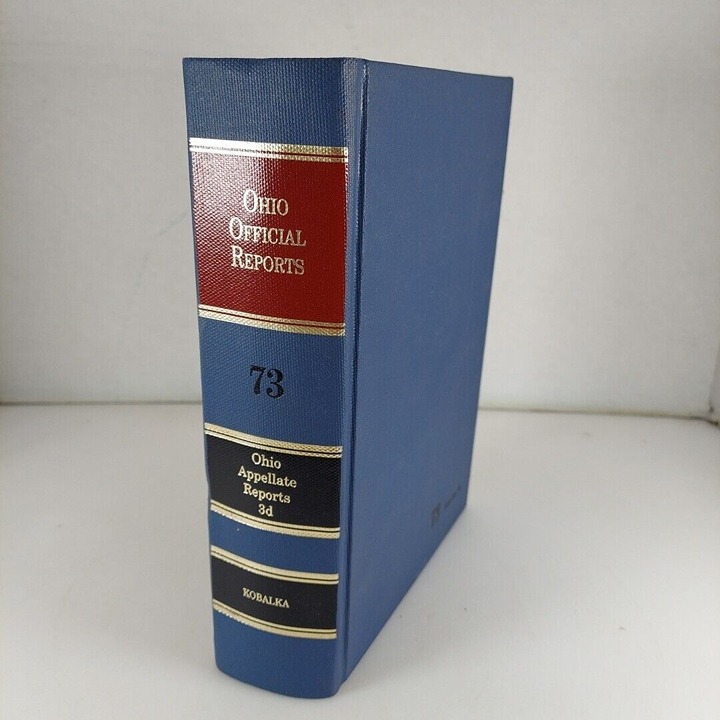 OHIO
OFFICIAL
REPORTS
73
Ohio
Appellate
Reports
3d
KOBALKA